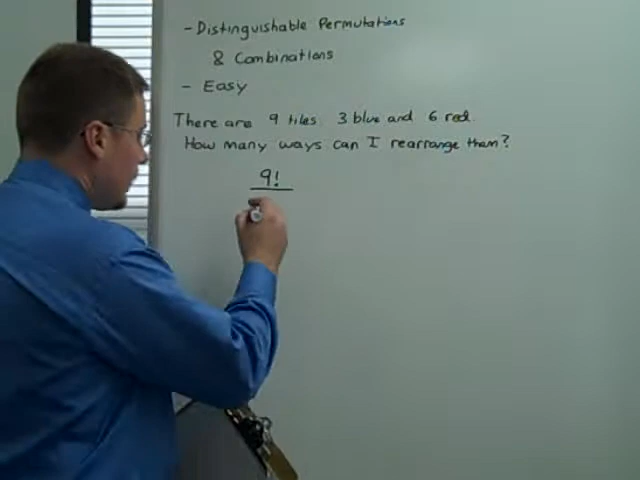 - Distinguishable Permutations
& Combinations
- Easy
There are 9 tiles. 3 blue and 6 red.
How many ways can I rearrange them?
9!